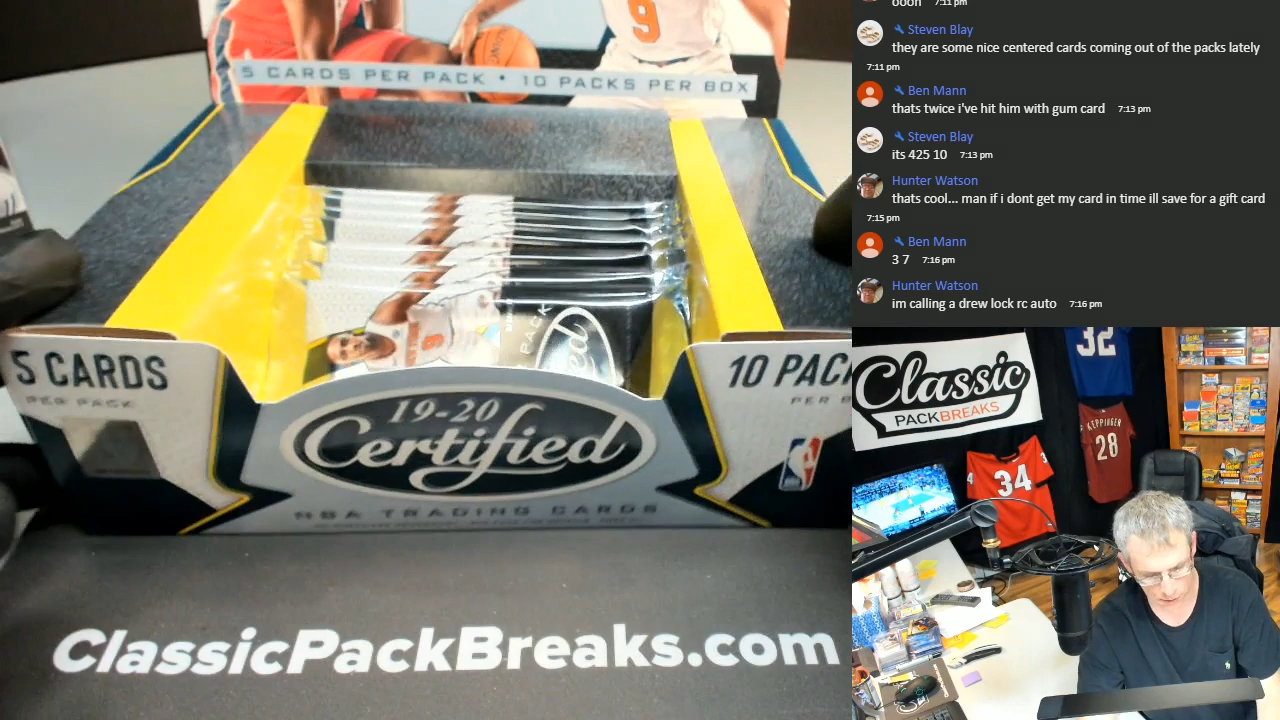 9
9
5 CARDS PER PACK • 10 PACKS PER BOX
5 CARDS
PER PACK
10 PACK
PER B
9
PACK
19-20
Certified
NBA TRADING CARDS
ClassicPackBreaks.com
oooh 7:11 pm
Steven Blay
they are some nice centered cards coming out of the packs lately
7:11 pm
Ben Mann
thats twice i've hit him with gum card 7:13 pm
Steven Blay
its 425 10 7:13 pm
Hunter Watson
thats cool... man if i dont get my card in time ill save for a gift card
7:15 pm
Ben Mann
3 7 7:16 pm
Hunter Watson
im calling a drew lock rc auto 7:16 pm
Classic
PACKBREAKS
32
KEPPINGER
28
34